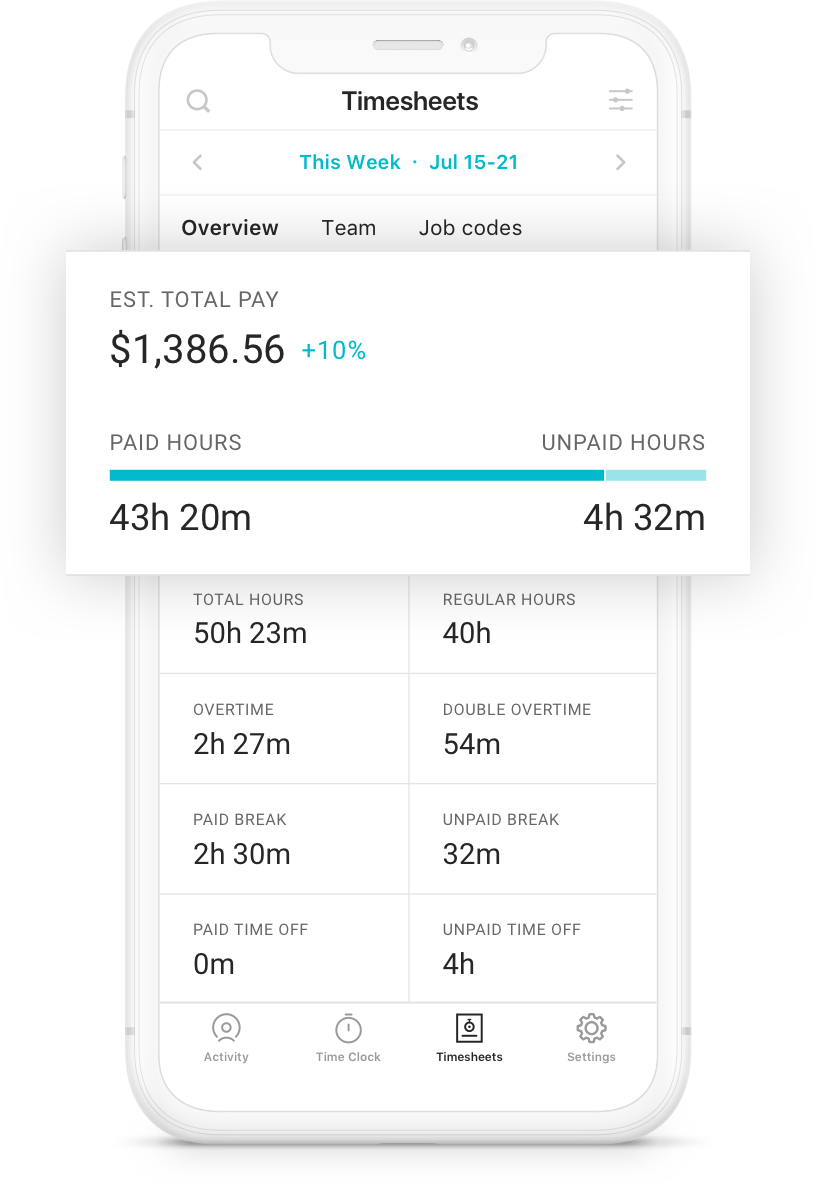 Timesheets
This Week · Jul 15-21
Overview Team Job codes
EST. TOTAL PAY
$1,386.56 +10%
PAID HOURS UNPAID HOURS
43h 20m 4h 32m
TOTAL HOURS REGULAR HOURS
50h 23m 40h
OVERTIME DOUBLE OVERTIME
2h 27m 54m
PAID BREAK UNPAID BREAK
2h 30m 32m
PAID TIME OFF UNPAID TIME OFF
0m 4h
Activity Time Clock Timesheets Settings